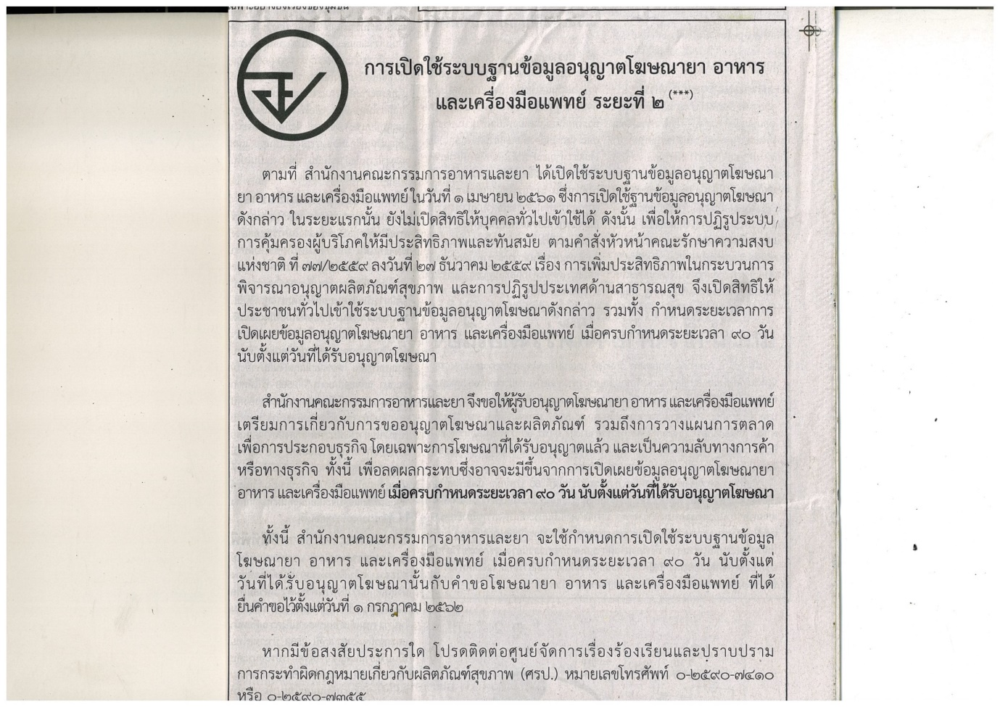 เฉพาะอย่างยิ่งเรื่องของชุมชน
การเปิดใช้ระบบฐานข้อมูลอนุญาตโฆษณายา อาหาร
และเครื่องมือแพทย์ ระยะที่ ๒ (***)
ตามที่ สำนักงานคณะกรรมการอาหารและยา ได้เปิดใช้ระบบฐานข้อมูลอนุญาตโฆษณา
ยา อาหาร และเครื่องมือแพทย์ ในวันที่ ๑ เมษายน ๒๕๖๑ ซึ่งการเปิดใช้ฐานข้อมูลอนุญาตโฆษณา
ดังกล่าว ในระยะแรกนั้น ยังไม่เปิดสิทธิให้บุคคลทั่วไปเข้าใช้ได้ ดังนั้น เพื่อให้การปฏิรูประบบ
การคุ้มครองผู้บริโภคให้มีประสิทธิภาพและทันสมัย ตามคำสั่งหัวหน้าคณะรักษาความสงบ
แห่งชาติ ที่ ๗๗/๒๕๕๙ ลงวันที่ ๒๗ ธันวาคม ๒๕๕๙ เรื่อง การเพิ่มประสิทธิภาพในกระบวนการ
พิจารณาอนุญาตผลิตภัณฑ์สุขภาพ และการปฏิรูปประเทศด้านสาธารณสุข จึงเปิดสิทธิให้
ประชาชนทั่วไปเข้าใช้ระบบฐานข้อมูลอนุญาตโฆษณาดังกล่าว รวมทั้ง กำหนดระยะเวลาการ
เปิดเผยข้อมูลอนุญาตโฆษณายา อาหาร และเครื่องมือแพทย์ เมื่อครบกำหนดระยะเวลา ๙๐ วัน
นับตั้งแต่วันที่ได้รับอนุญาตโฆษณา
สำนักงานคณะกรรมการอาหารและยา จึงขอให้ผู้รับอนุญาตโฆษณายา อาหาร และเครื่องมือแพทย์
เตรียมการเกี่ยวกับการขออนุญาตโฆษณาและผลิตภัณฑ์ รวมถึงการวางแผนการตลาด
เพื่อการประกอบธุรกิจ โดยเฉพาะการโฆษณาที่ได้รับอนุญาตแล้ว และเป็นความลับทางการค้า
หรือทางธุรกิจ ทั้งนี้ เพื่อลดผลกระทบซึ่งอาจจะมีขึ้นจากการเปิดเผยข้อมูลอนุญาตโฆษณายา
อาหาร และเครื่องมือแพทย์ เมื่อครบกำหนดระยะเวลา ๙๐ วัน นับตั้งแต่วันที่ได้รับอนุญาตโฆษณา
ทั้งนี้ สำนักงานคณะกรรมการอาหารและยา จะใช้กำหนดการเปิดใช้ระบบฐานข้อมูล
โฆษณายา อาหาร และเครื่องมือแพทย์ เมื่อครบกำหนดระยะเวลา ๙๐ วัน นับตั้งแต่
วันที่ได้รับอนุญาตโฆษณานั้นกับคำขอโฆษณายา อาหาร และเครื่องมือแพทย์ ที่ได้
ยื่นคำขอไว้ตั้งแต่วันที่ ๑ กรกฎาคม ๒๕๖๒
หากมีข้อสงสัยประการใด โปรดติดต่อศูนย์จัดการเรื่องร้องเรียนและปราบปราม
การกระทำผิดกฎหมายเกี่ยวกับผลิตภัณฑ์สุขภาพ (ศรป.) หมายเลขโทรศัพท์ ๐-๒๕๙๐-๗๔๑๐
หรือ ๐-๒๕๙๐-๗๓๕๕